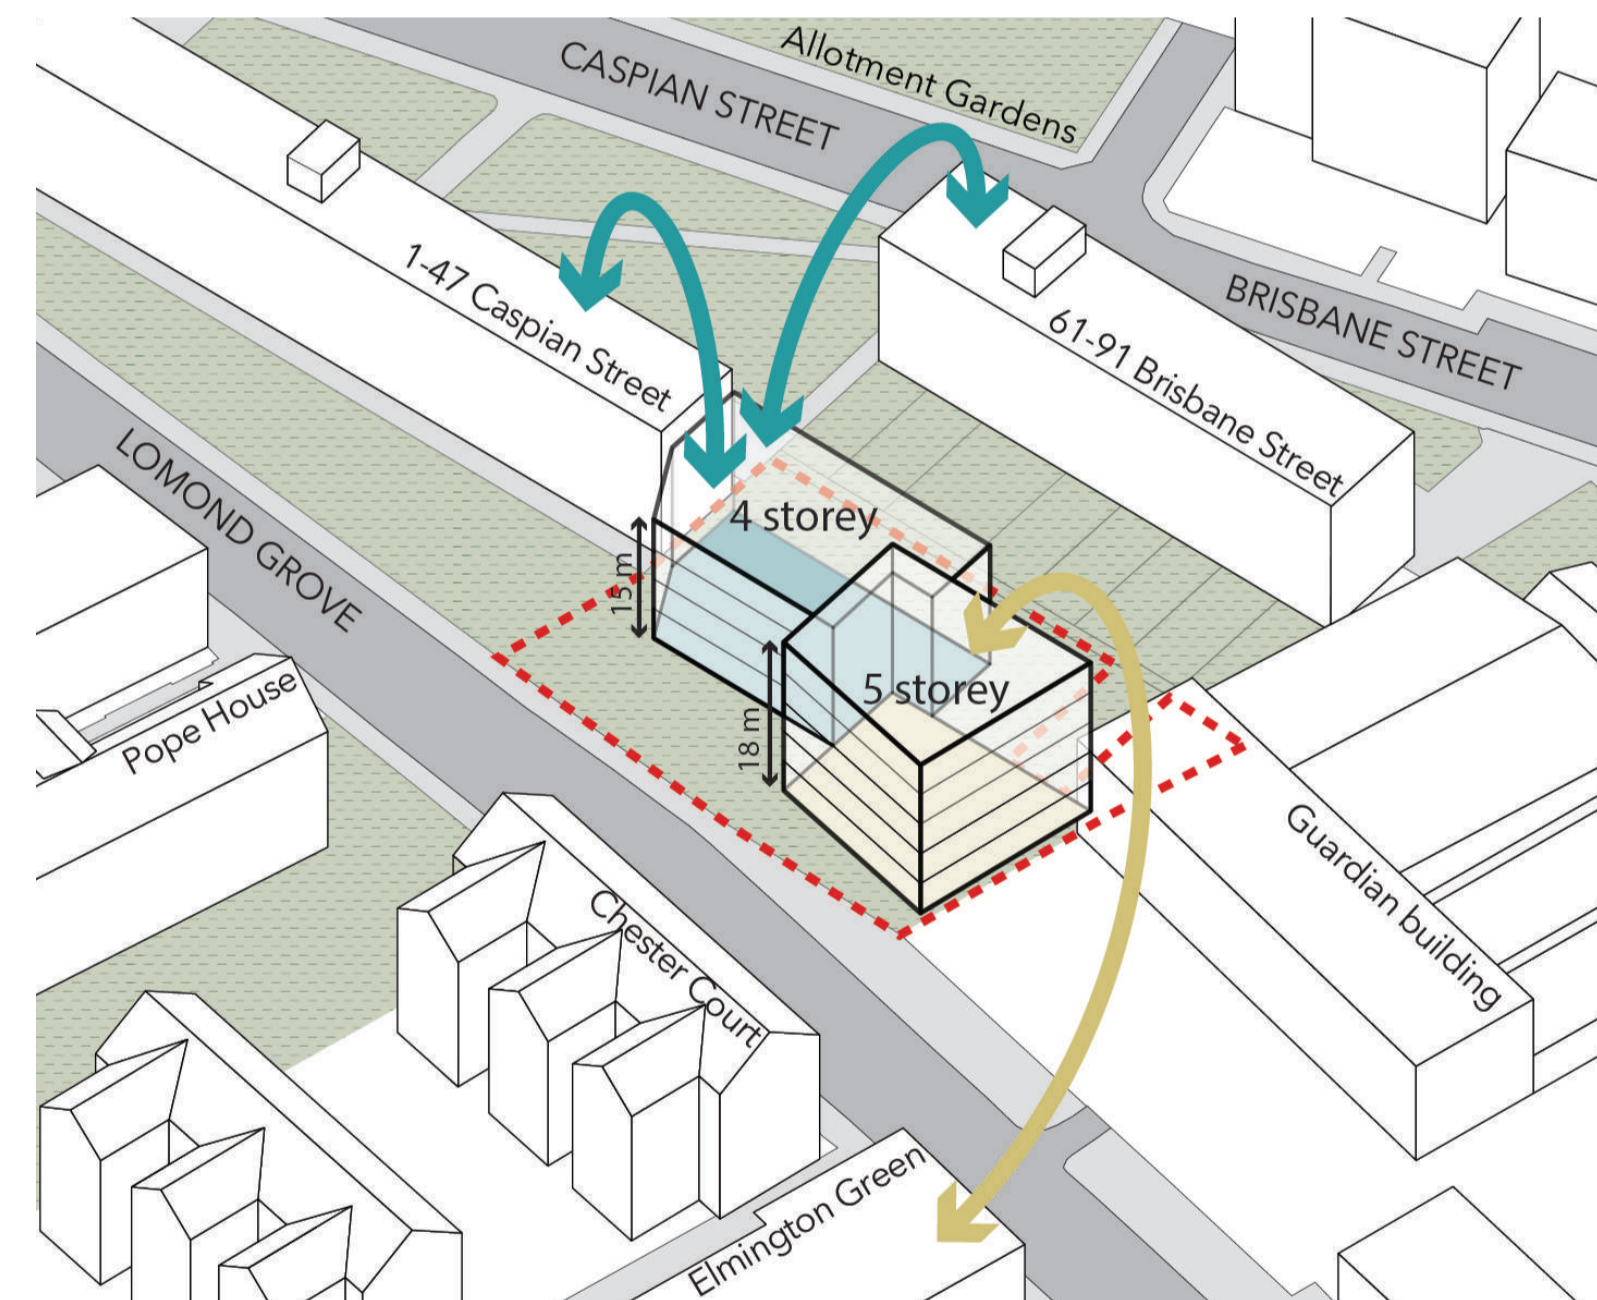 Allotment Gardens
CASPIAN STREET
1-47 Caspian Street
BRISBANE STREET
61-91 Brisbane Street
LOMOND GROVE
4 storey
15 m
5 storey
18 m
Pope House
Guardian building
Chester Court
Elmington Green